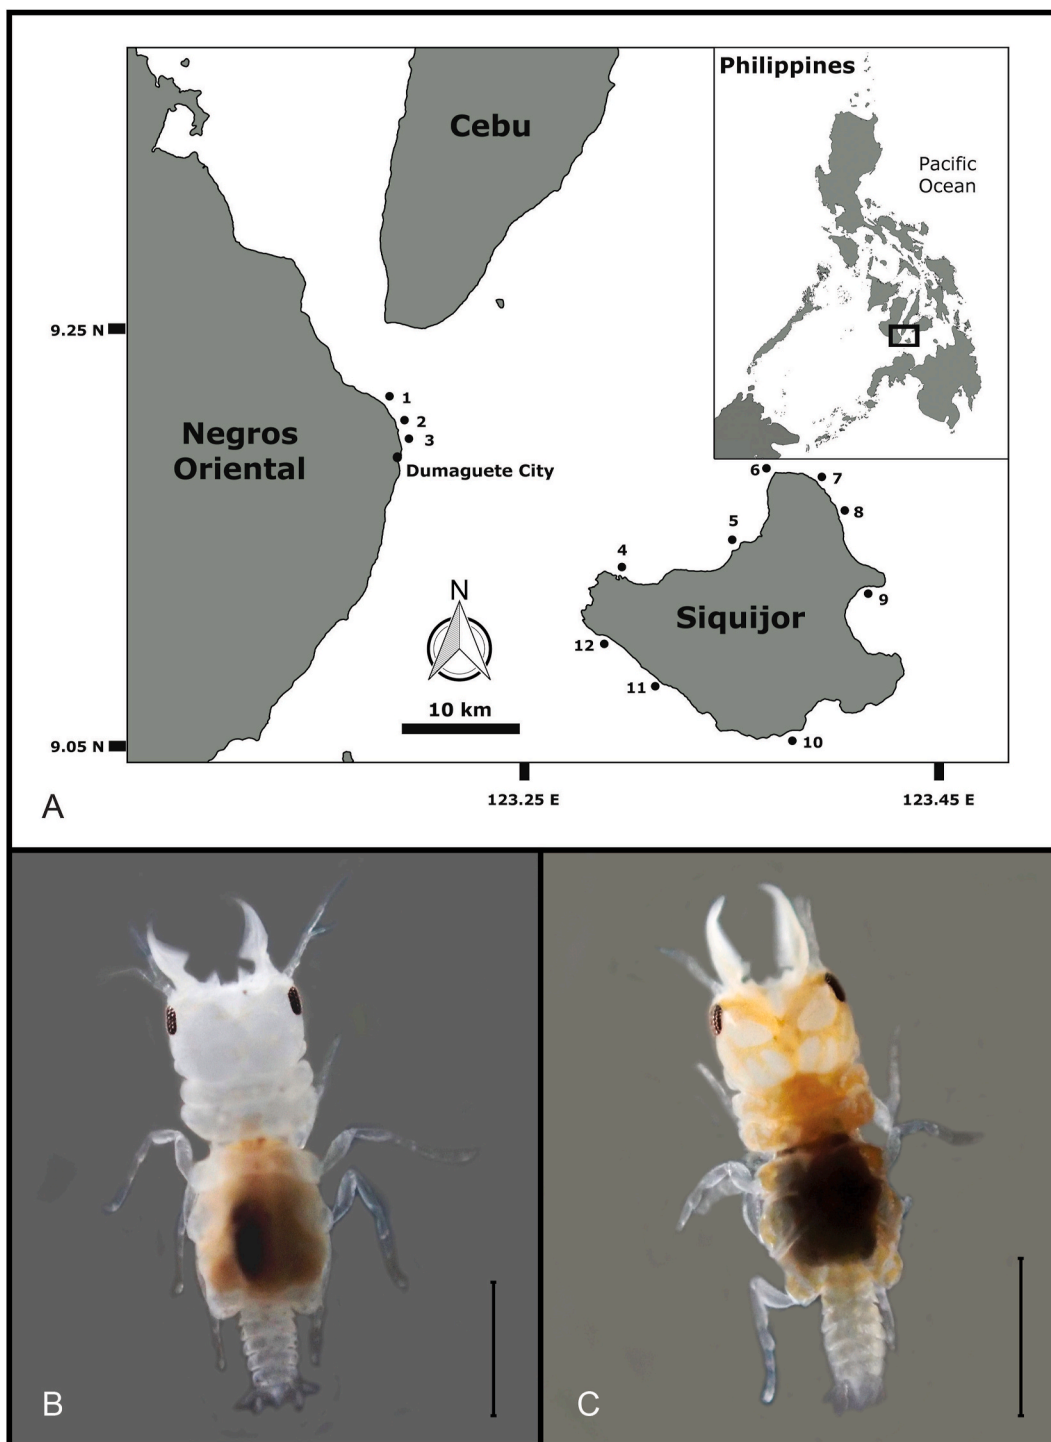 Philippines
Cebu
Pacific
Ocean
9.25 N
1
2
3
Negros
Oriental
Dumaguete City
6
7
8
5
4
9
N
Siquijor
12
11
10 km
10
9.05 N
123.25 E
123.45 E
A
B
C